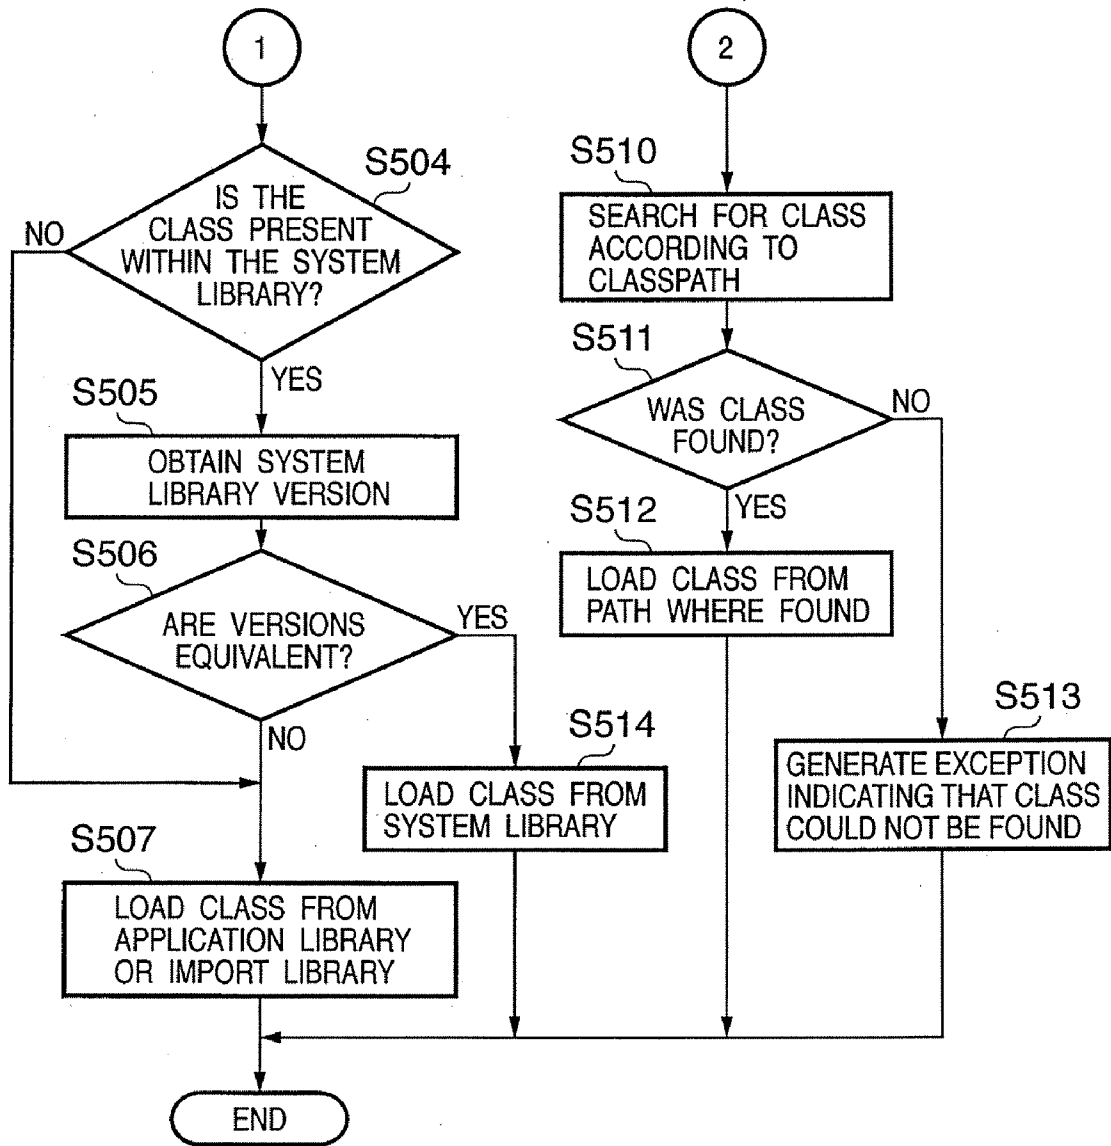 1
S504
IS THE
CLASS PRESENT
WITHIN THE SYSTEM
LIBRARY?
NO
YES
S505
OBTAIN SYSTEM
LIBRARY VERSION
S506
ARE VERSIONS
EQUIVALENT?
YES
NO
S514
LOAD CLASS FROM
SYSTEM LIBRARY
S507
LOAD CLASS FROM
APPLICATION LIBRARY
OR IMPORT LIBRARY
2
S510
SEARCH FOR CLASS
ACCORDING TO
CLASSPATH
S511
WAS CLASS
FOUND?
NO
YES
S512
LOAD CLASS FROM
PATH WHERE FOUND
S513
GENERATE EXCEPTION
INDICATING THAT CLASS
COULD NOT BE FOUND
END